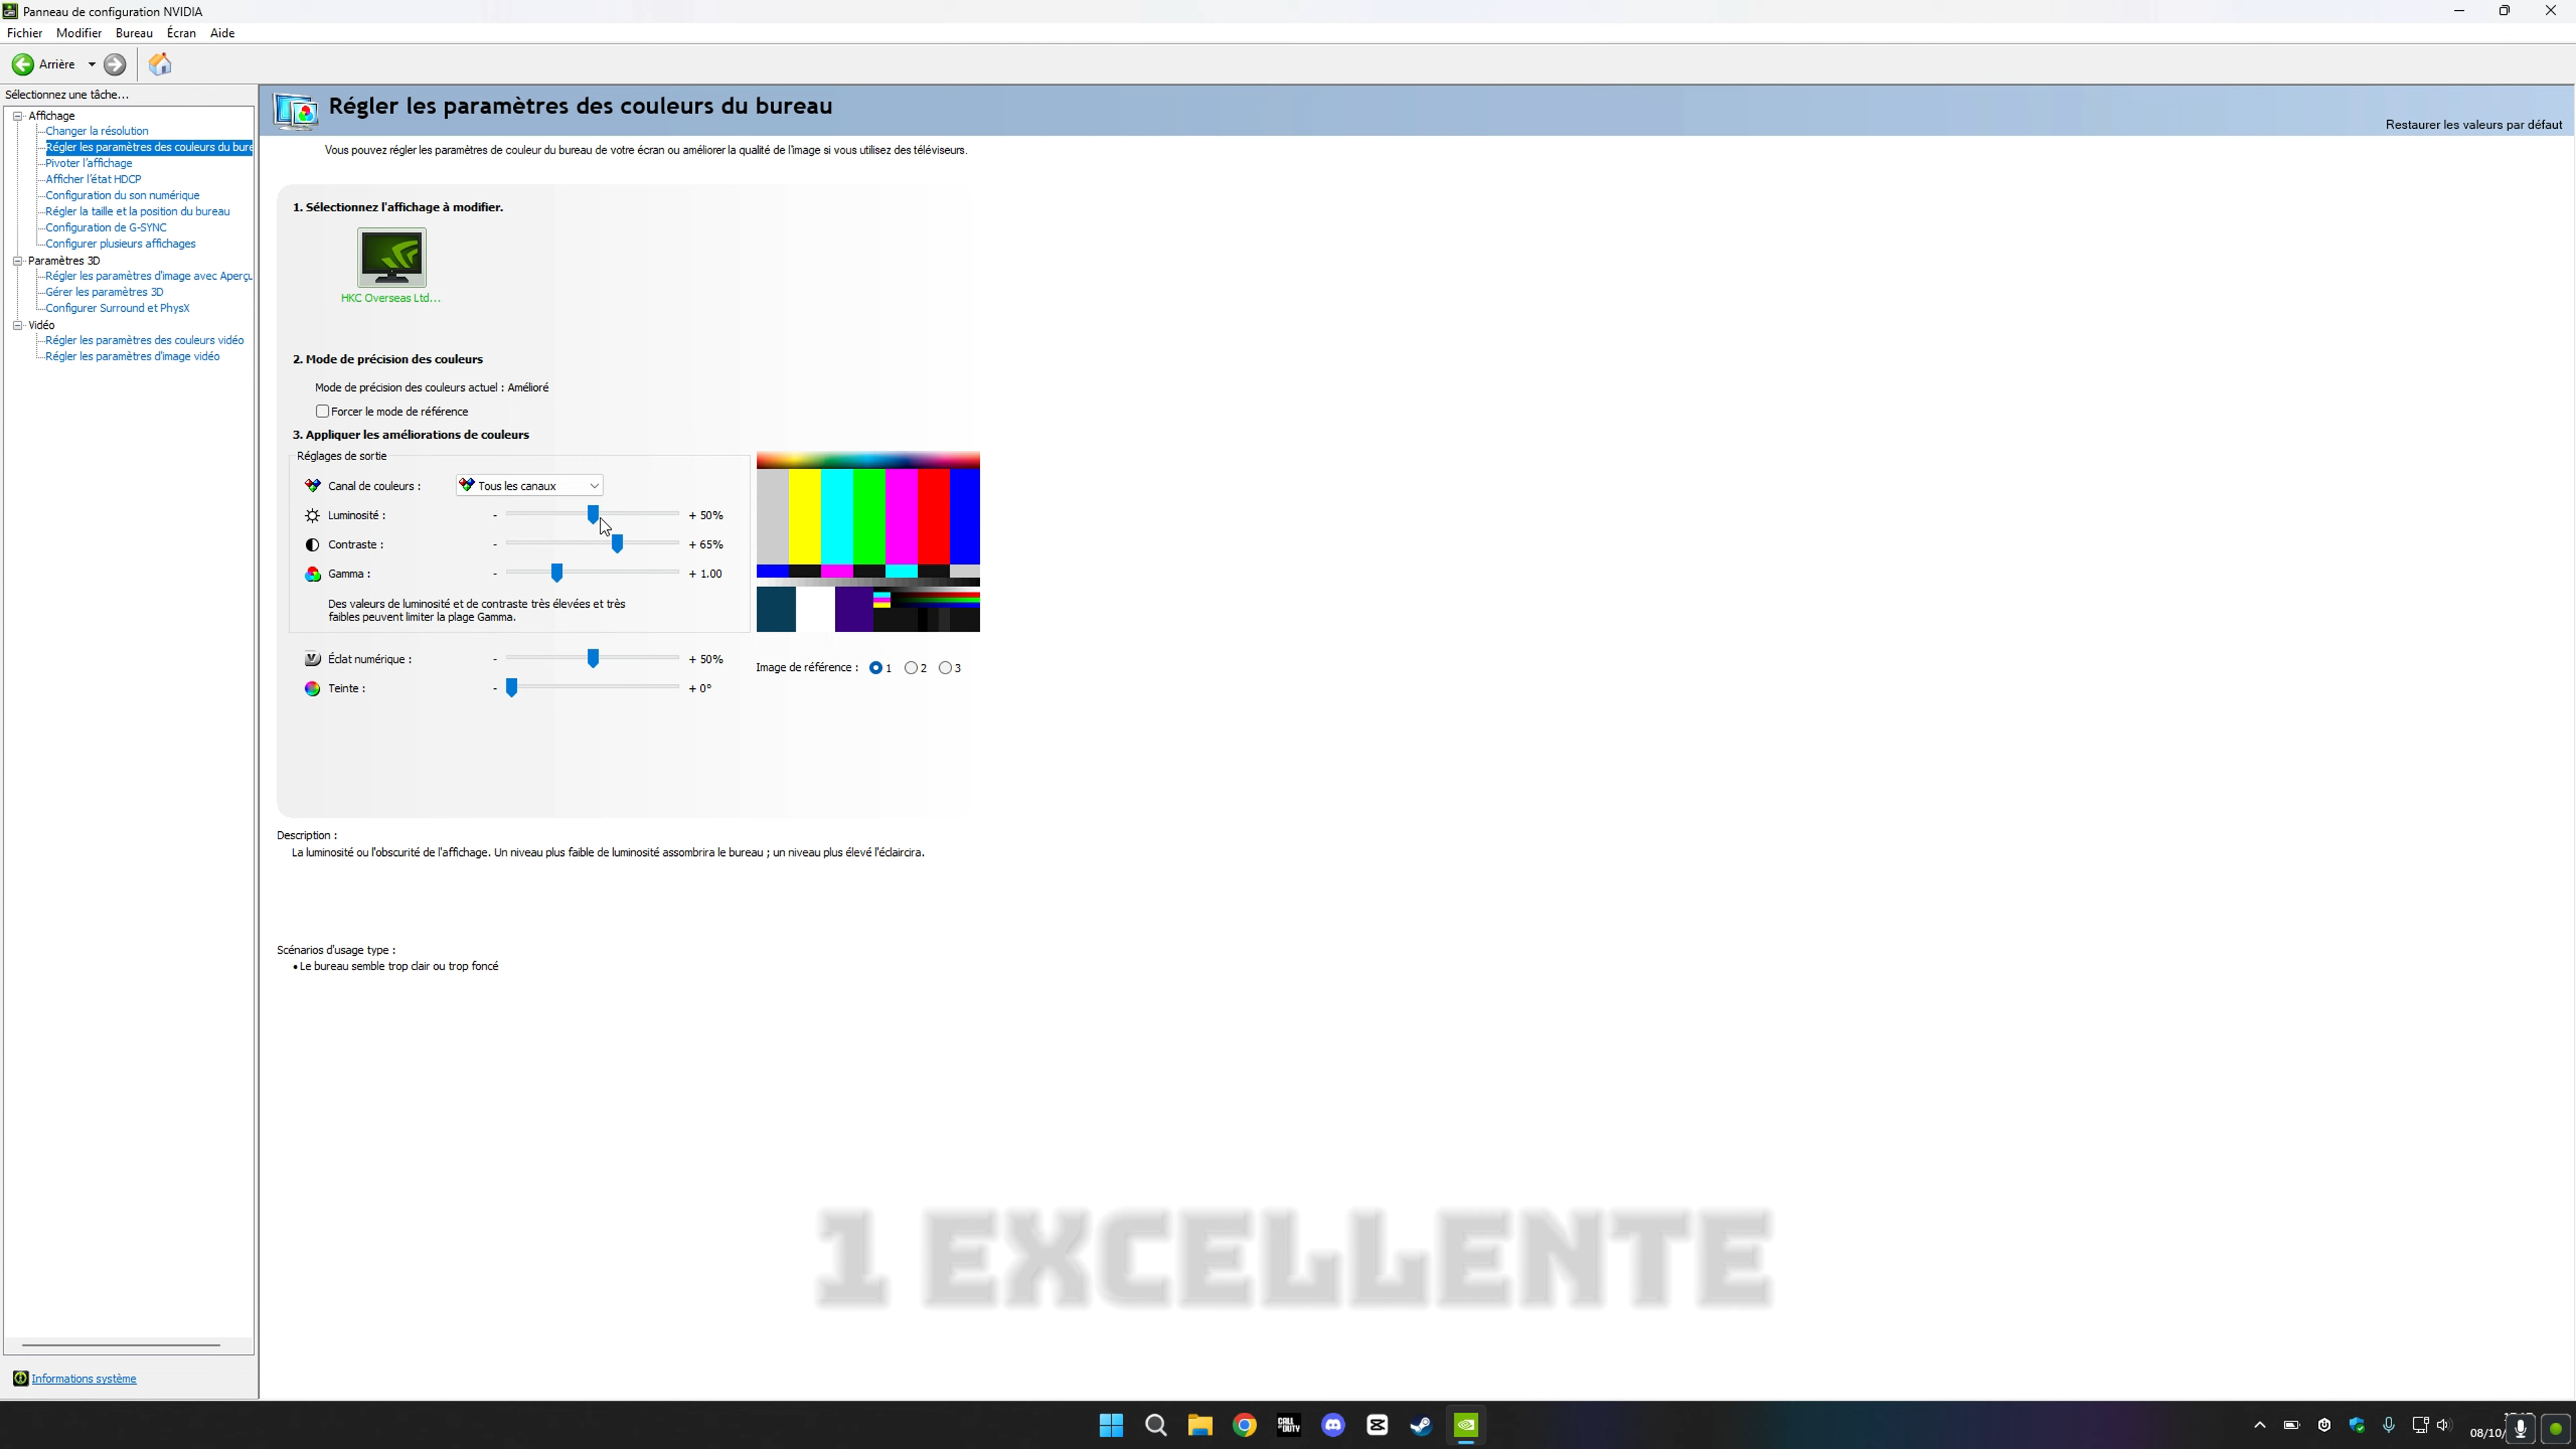 Panneau de configuration NVIDIA
Fichier Modifier Bureau Écran Aide
Arrière
Sélectionnez une tâche...
Affichage
Changer la résolution
Régler les paramètres des couleurs du bure
Pivoter l'affichage
Afficher l'état HDCP
Configuration du son numérique
Régler la taille et la position du bureau
Configuration de G-SYNC
Configurer plusieurs affichages
Paramètres 3D
Régler les paramètres d'image avec Aperçu
Gérer les paramètres 3D
Configurer Surround et PhysX
Vidéo
Régler les paramètres des couleurs vidéo
Régler les paramètres d'image vidéo
Informations système
Régler les paramètres des couleurs du bureau
Restaurer les valeurs par défaut
Vous pouvez régler les paramètres de couleur du bureau de votre écran ou améliorer la qualité de l'image si vous utilisez des téléviseurs.
1. Sélectionnez l'affichage à modifier.
HKC Overseas Ltd...
2. Mode de précision des couleurs
Mode de précision des couleurs actuel : Amélioré
Forcer le mode de référence
3. Appliquer les améliorations de couleurs
Réglages de sortie
Canal de couleurs : Tous les canaux
Luminosité : - + 50%
Contraste : - + 65%
Gamma : - + 1.00
Des valeurs de luminosité et de contraste très élevées et très
faibles peuvent limiter la plage Gamma.
Éclat numérique : - + 50%
Teinte : - + 0°
Image de référence : 1 2 3
Description :
La luminosité ou l'obscurité de l'affichage. Un niveau plus faible de luminosité assombrira le bureau ; un niveau plus élevé l'éclaircira.
Scénarios d'usage type :
• Le bureau semble trop clair ou trop foncé
1 EXCELLENTE
CALL OF DUTY
08/10/